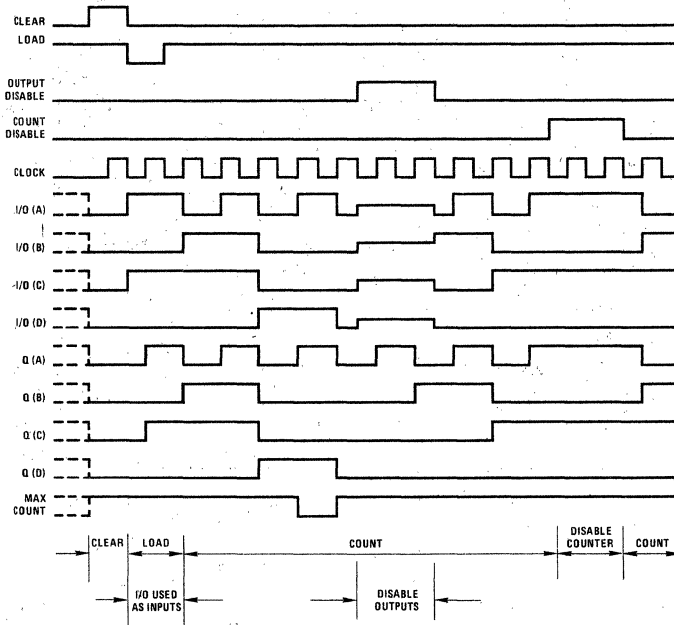 CLEAR
LOAD
OUTPUT
DISABLE
COUNT
DISABLE
CLOCK
I/O (A)
I/O (B)
I/O (C)
I/O (D)
Q (A)
Q (B)
Q (C)
Q (D)
MAX
COUNT
CLEAR
LOAD
COUNT
DISABLE
COUNTER
COUNT
I/O USED
AS INPUTS
DISABLE
OUTPUTS